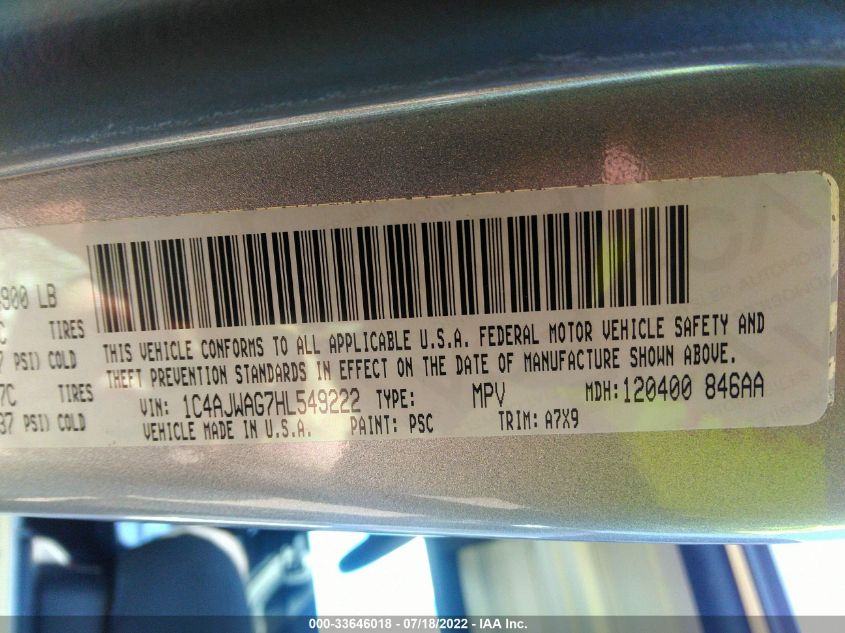 900 LB
C TIRES
7 PSI) COLD
7C TIRES
37 PSI) COLD
THIS VEHICLE CONFORMS TO ALL APPLICABLE U.S.A. FEDERAL MOTOR VEHICLE SAFETY AND
THEFT PREVENTION STANDARDS IN EFFECT ON THE DATE OF MANUFACTURE SHOWN ABOVE.
VIN: 1C4AJWAG7HL549222 TYPE: MPV MDH:120400 846AA
VEHICLE MADE IN U.S.A. PAINT: PSC TRIM: A7X9
000-33646018 - 07/18/2022 - IAA Inc.